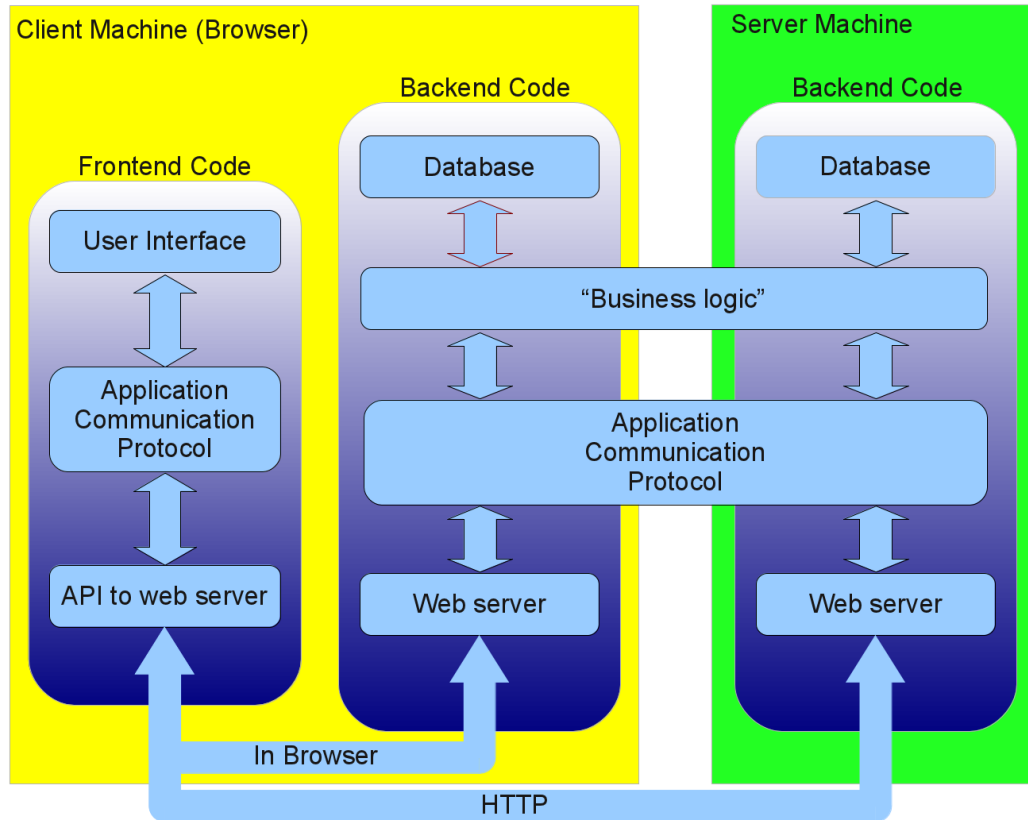 Client Machine (Browser)
Server Machine
Frontend Code
User Interface
Application
Communication
Protocol
API to web server
Backend Code
Database
Backend Code
Database
“Business logic”
Application
Communication
Protocol
Web server
Web server
In Browser
HTTP